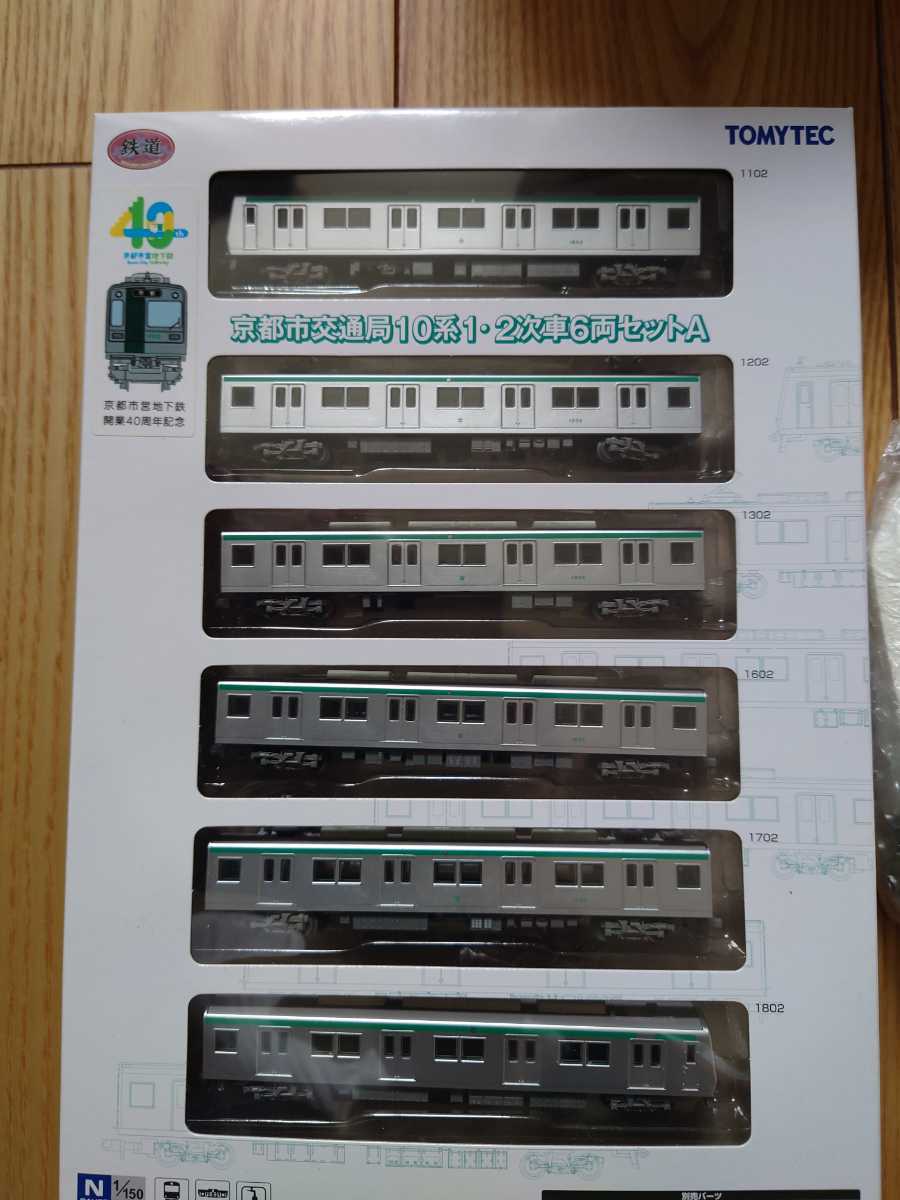 鉄道
TOMYTEC
1102
40th
京都市営地下鉄
京都市交通局10系1・2次車6両セットA
1202
京都市営地下鉄
開業40周年記念
1302
1602
1702
1802
N
1/150
別売パーツ